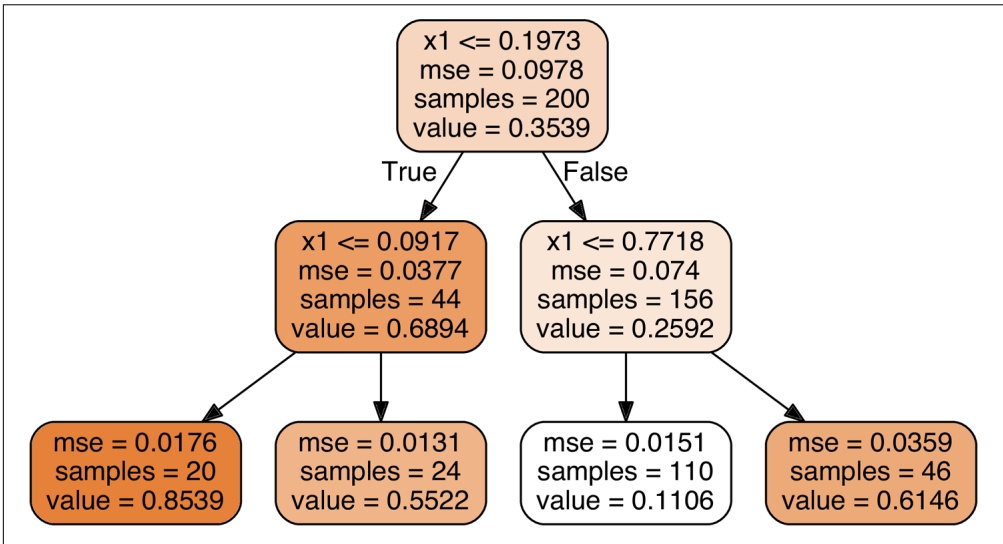 x1 <= 0.1973
mse = 0.0978
samples = 200
value = 0.3539
True
False
x1 <= 0.0917
mse = 0.0377
samples = 44
value = 0.6894
x1 <= 0.7718
mse = 0.074
samples = 156
value = 0.2592
mse = 0.0176
samples = 20
value = 0.8539
mse = 0.0131
samples = 24
value = 0.5522
mse = 0.0151
samples = 110
value = 0.1106
mse = 0.0359
samples = 46
value = 0.6146